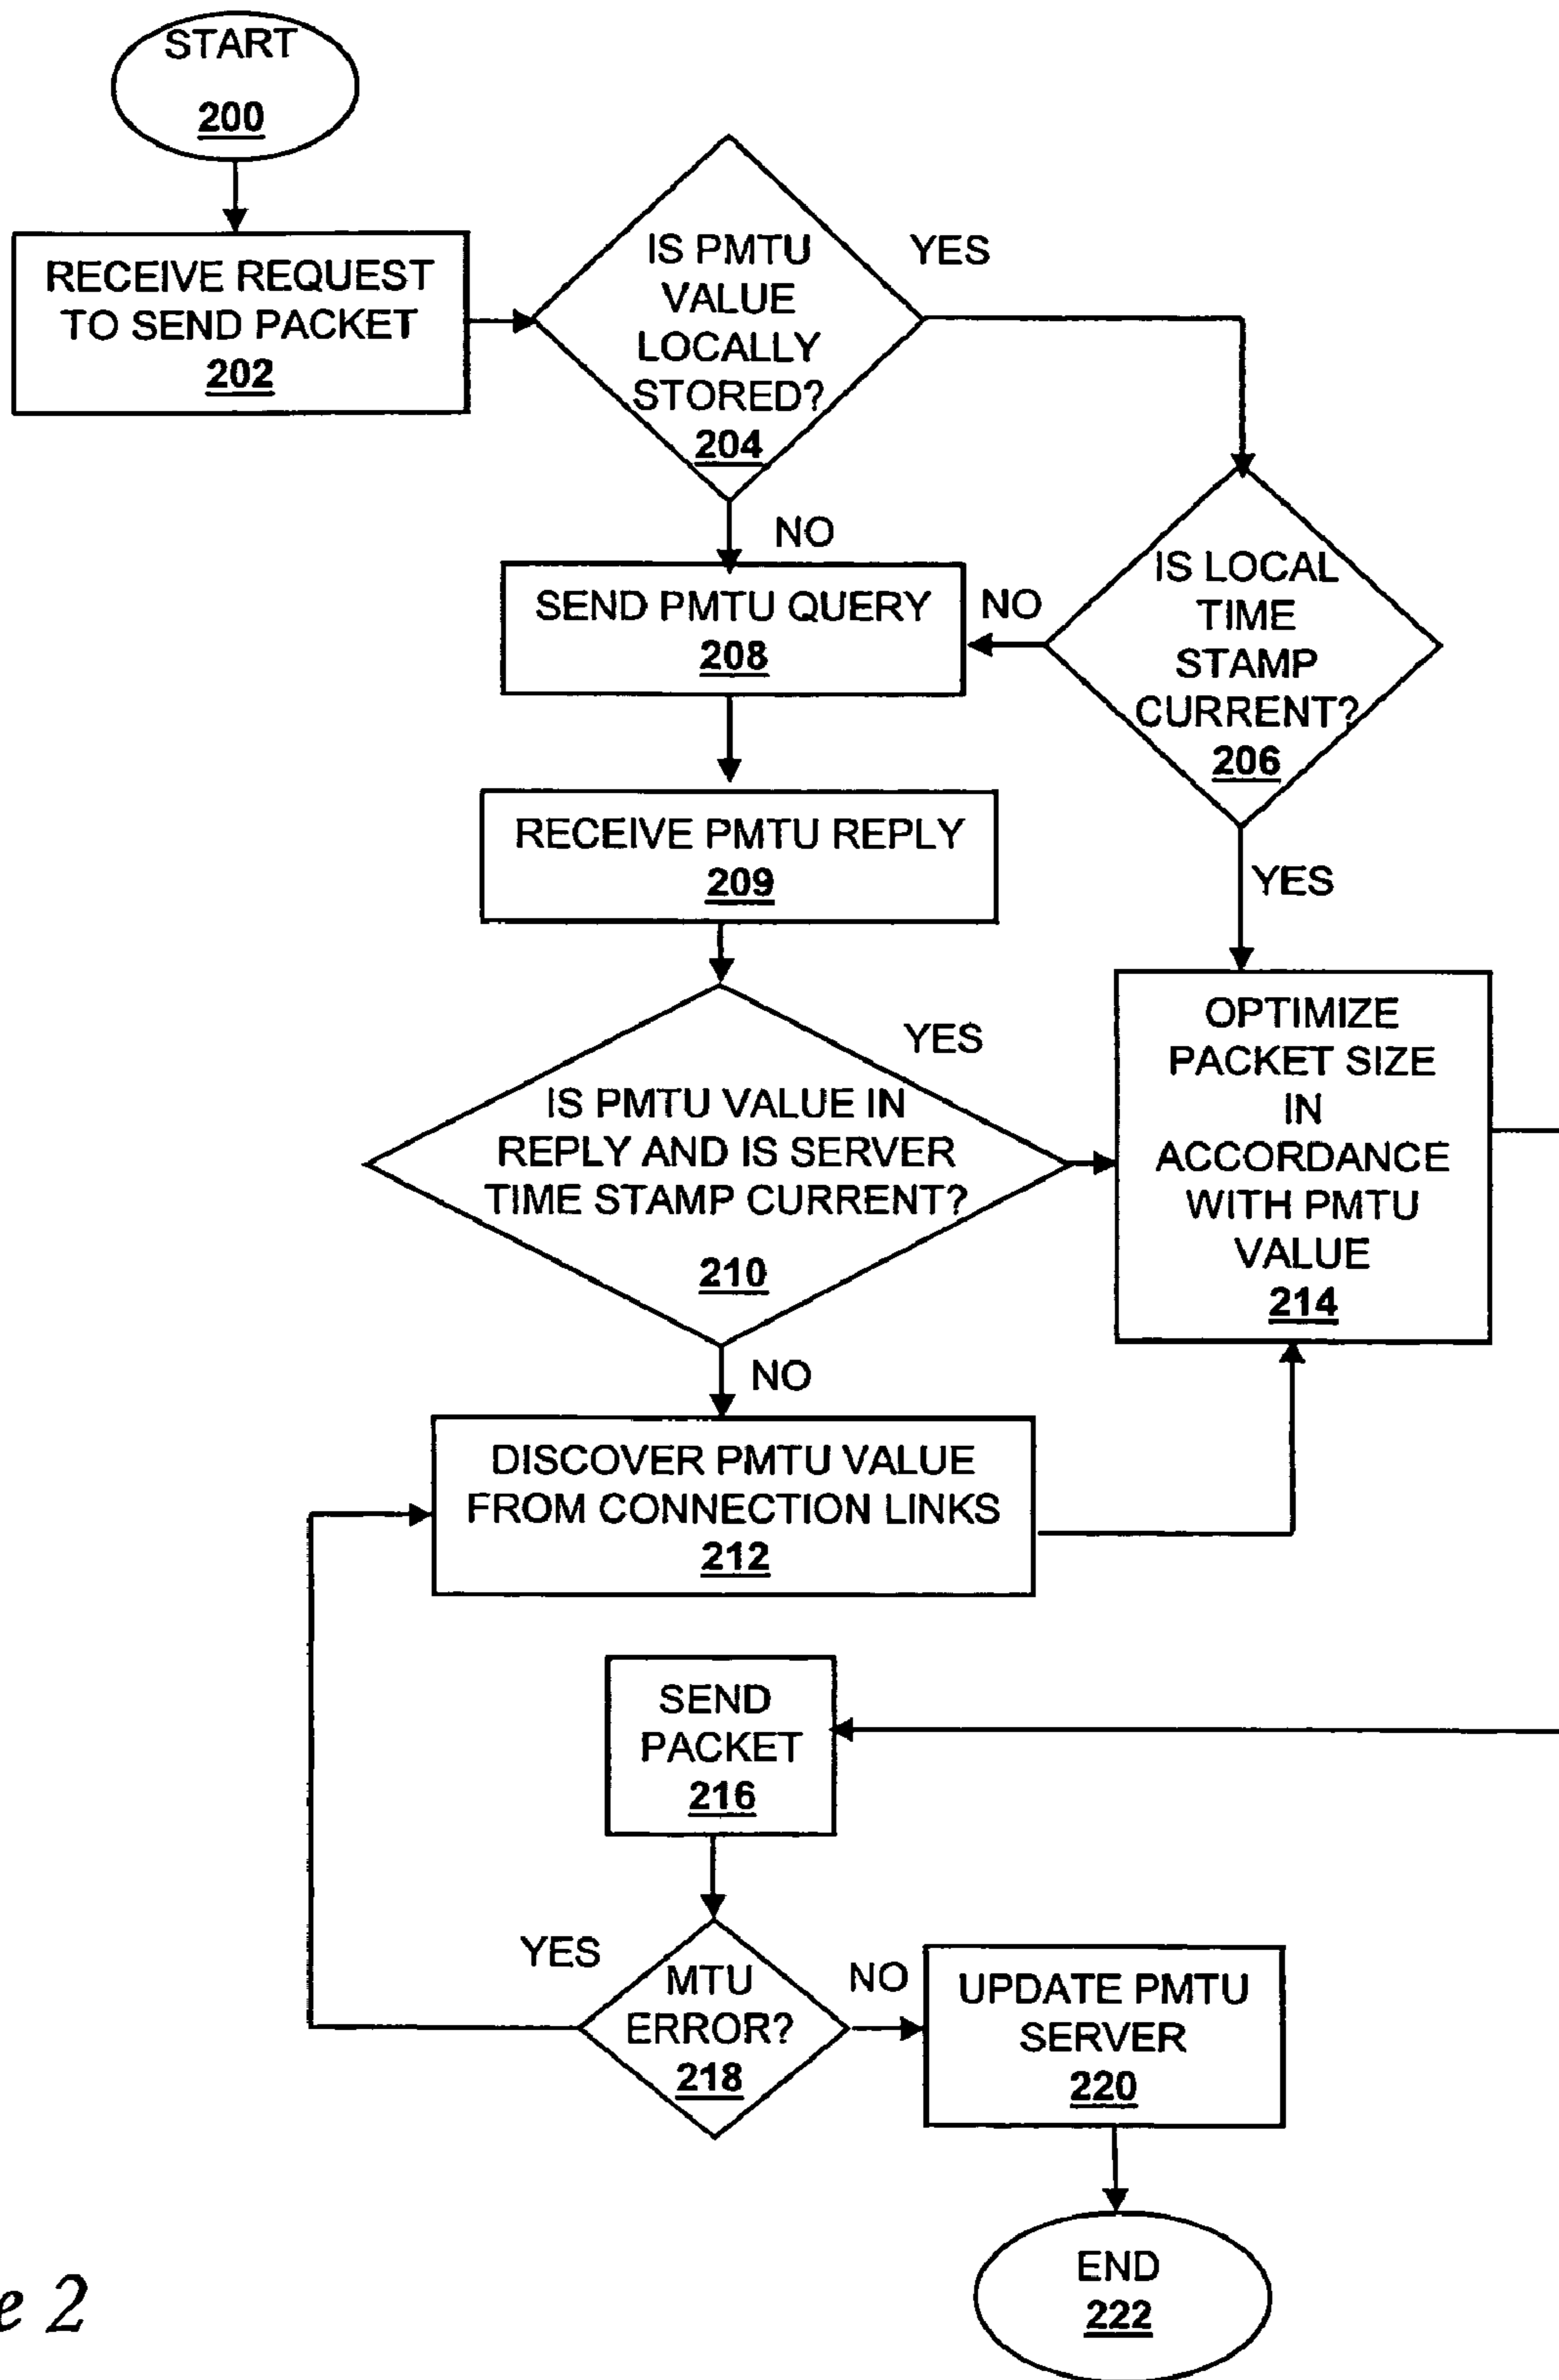 START
200
RECEIVE REQUEST
TO SEND PACKET
202
IS PMTU
VALUE
LOCALLY
STORED?
204
YES
NO
IS LOCAL
TIME
STAMP
CURRENT?
206
NO
SEND PMTU QUERY
208
YES
RECEIVE PMTU REPLY
209
IS PMTU VALUE IN
REPLY AND IS SERVER
TIME STAMP CURRENT?
210
YES
OPTIMIZE
PACKET SIZE
IN
ACCORDANCE
WITH PMTU
VALUE
214
NO
DISCOVER PMTU VALUE
FROM CONNECTION LINKS
212
SEND
PACKET
216
YES
MTU
ERROR?
218
NO
UPDATE PMTU
SERVER
220
END
222
e 2